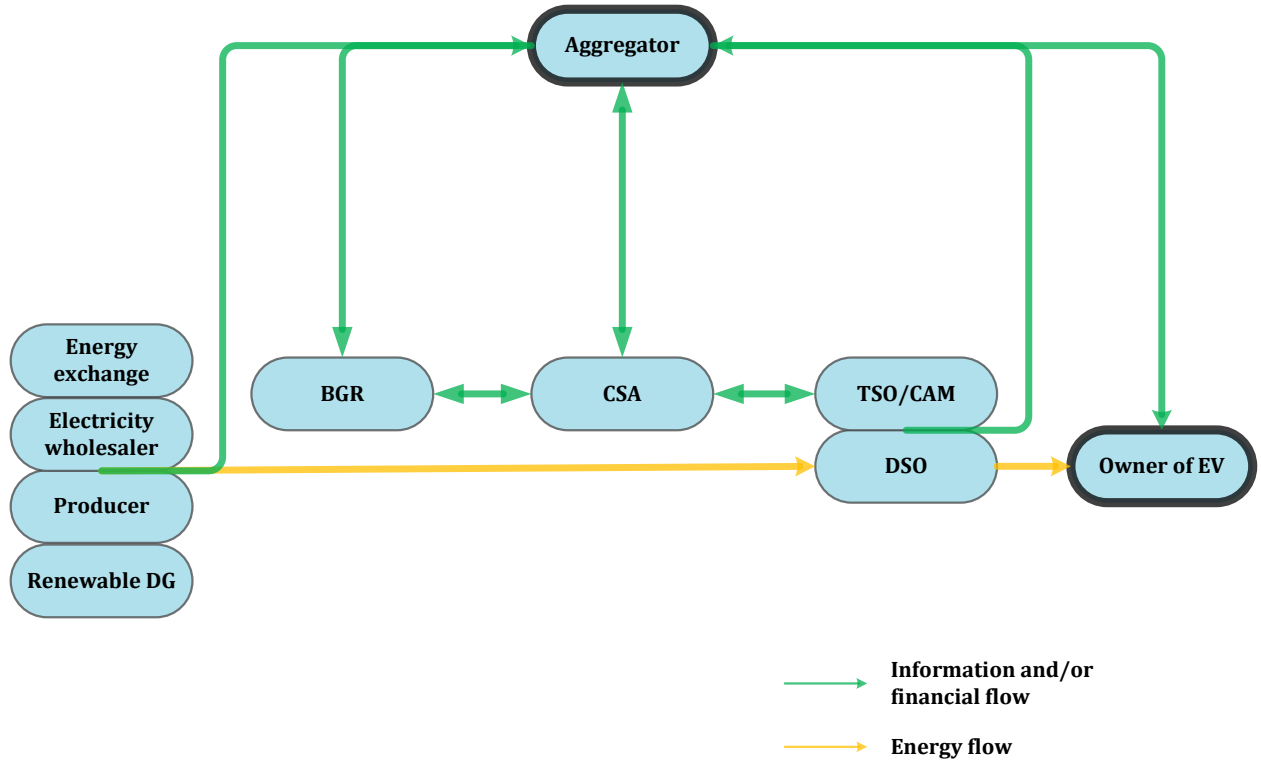 Aggregator
Energy
exchange
Electricity
wholesaler
Producer
Renewable DG
BGR
CSA
TSO/CAM
DSO
Owner of EV
Information and/or
financial flow
Energy flow